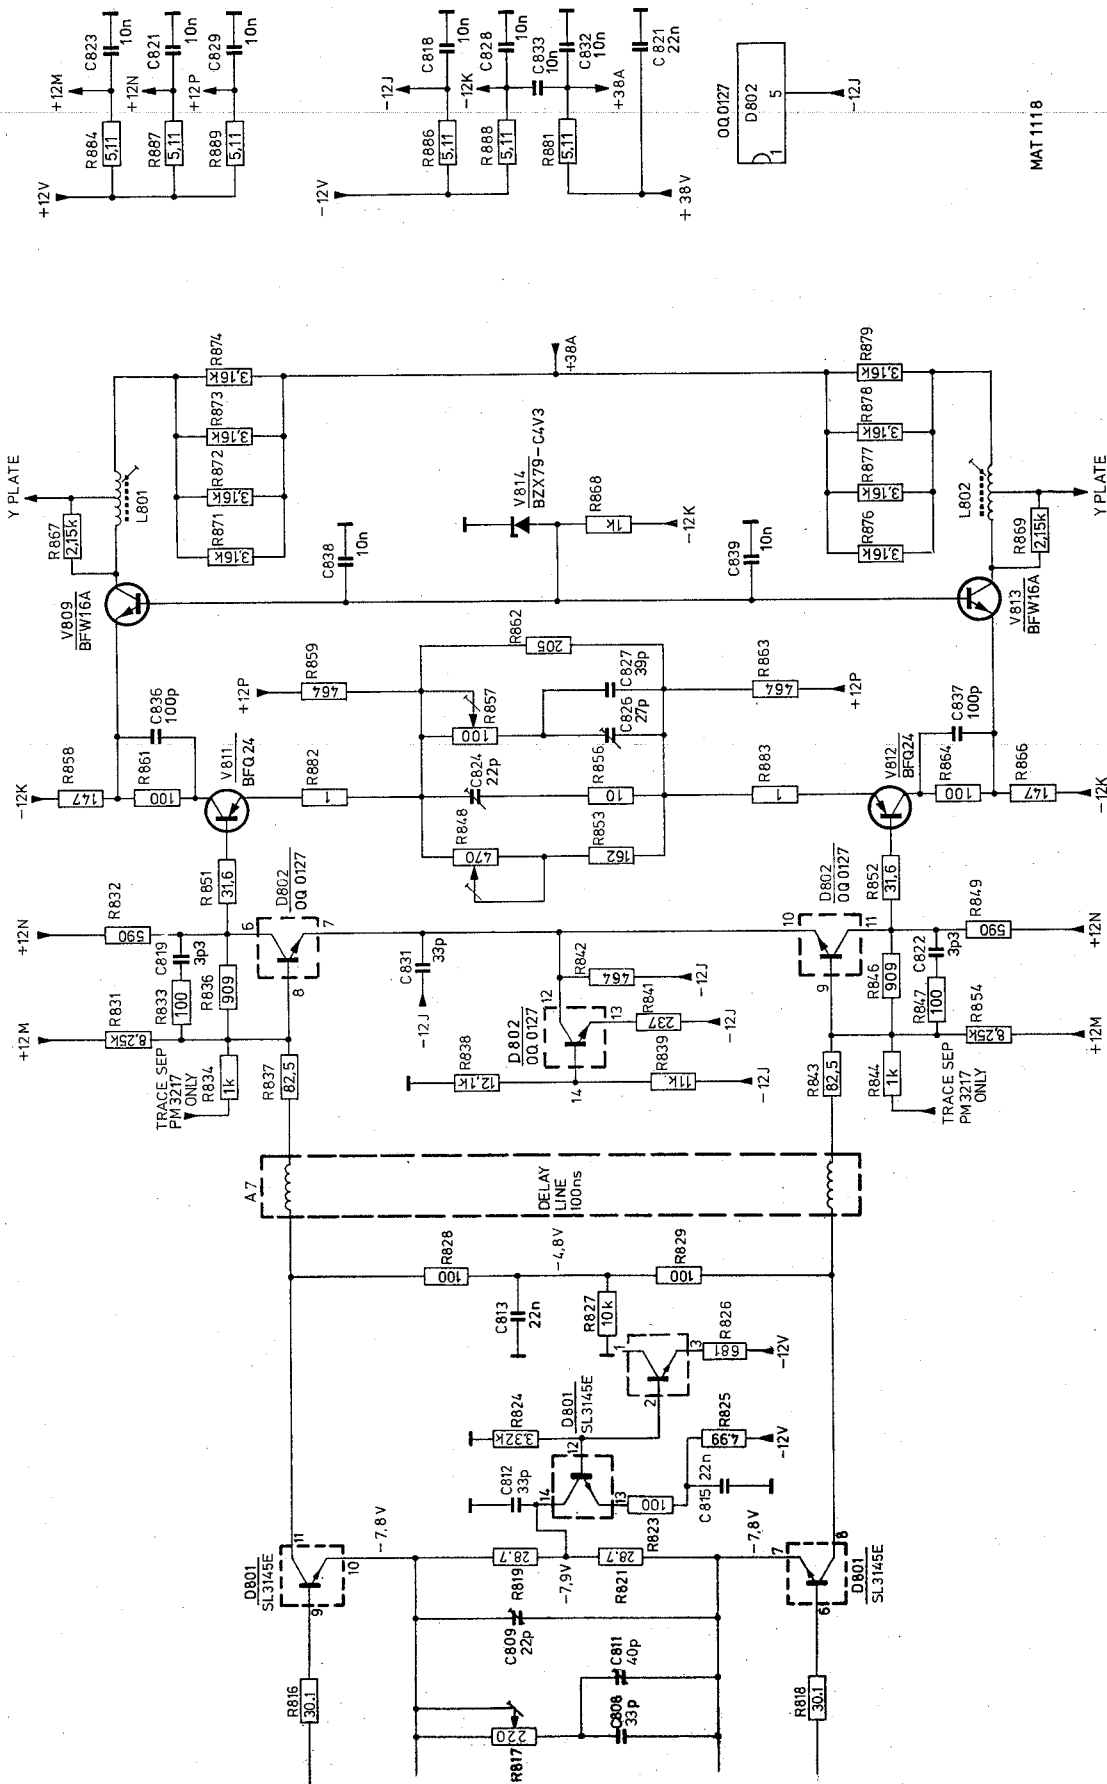 +12M
C823
10n
+12N
C821
10n
+12P
C829
10n
R884
5,11
R887
5,11
R889
5,11
+12V
-12J
C818
10n
-12K
C828
10n
C833
10n
C832
10n
+38A
C821
22n
R886
5,11
R888
5,11
R881
5,11
-12V
+38V
OQ0127
D802
1
5
-12J
MAT1118
Y PLATE
R867
2,15k
L801
R874
3,16k
R873
3,16k
R872
3,16k
R871
3,16k
+38A
V809
BFW16A
C838
10n
V814
BZX79-C4V3
R868
1k
-12K
C839
10n
R879
3,16k
R878
3,16k
R877
3,16k
R876
3,16k
L802
R869
2,15k
Y PLATE
V813
BFW16A
-12K
R858
147
R861
100
C836
100p
V811
BFQ24
R882
1
+12P
R859
464
R862
205
R857
100
C827
39p
C826
27p
C824
22p
R856
10
R848
470
R853
162
R863
464
+12P
R883
1
V812
BFQ24
C837
100p
R864
100
R866
147
-12K
+12N
R832
590
C819
3p3
R833
100
R836
909
R851
31,6
D802
OQ 0127
6
7
8
+12M
R831
8,25k
TRACE SEP
PM3217
ONLY
R834
1k
R837
82,5
C831
33p
-12J
R842
464
-12J
D802
OQ 0127
12
13
14
R841
237
-12J
R838
12,1k
R839
11k
-12J
D802
OQ 0127
10
11
9
R852
31,6
R849
590
+12N
C822
3p3
R846
909
R847
100
R854
8,25k
+12M
R843
82,5
R844
1k
TRACE SEP
PM3217
ONLY
A7
DELAY
LINE
100ns
R828
100
-4,8V
R829
100
C813
22n
R827
10k
1
2
3
R826
681
-12V
R824
3.32k
D801
SL3145E
12
13
14
R825
4.99
-12V
C812
33p
C815
22n
R823
100
D801
SL3145E
11
10
9
-7,8V
R819
28.7
-7,9V
R821
28.7
-7,8V
7
8
6
D801
SL3145E
C809
22p
C811
40p
C808
33p
R817
220
R816
30.1
R818
30.1